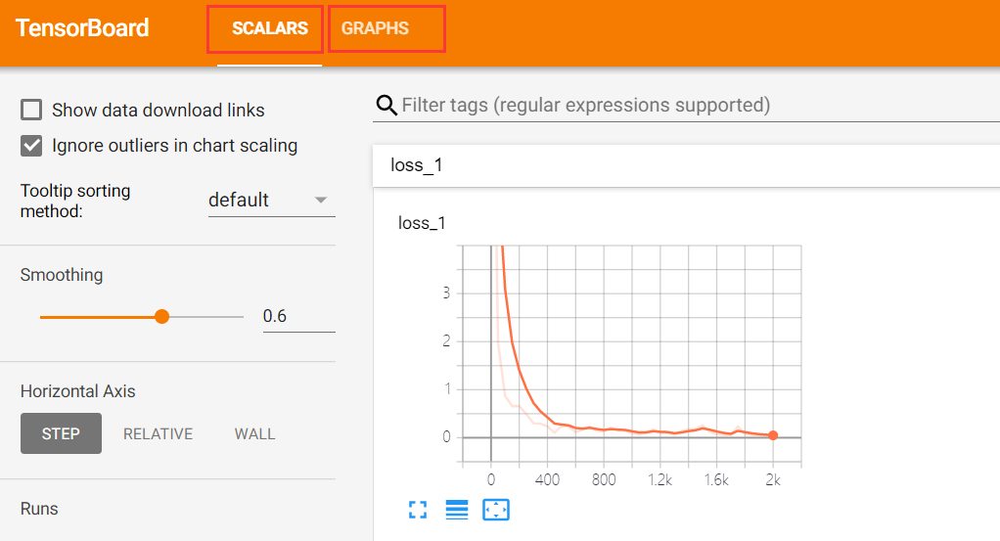 TensorBoard SCALARS GRAPHS
Show data download links
Ignore outliers in chart scaling
Tooltip sorting
method:
default
Smoothing
0.6
Horizontal Axis
STEP RELATIVE WALL
Runs
Filter tags (regular expressions supported)
loss_1
loss_1
3
2
1
0
0 400 800 1.2k 1.6k 2k